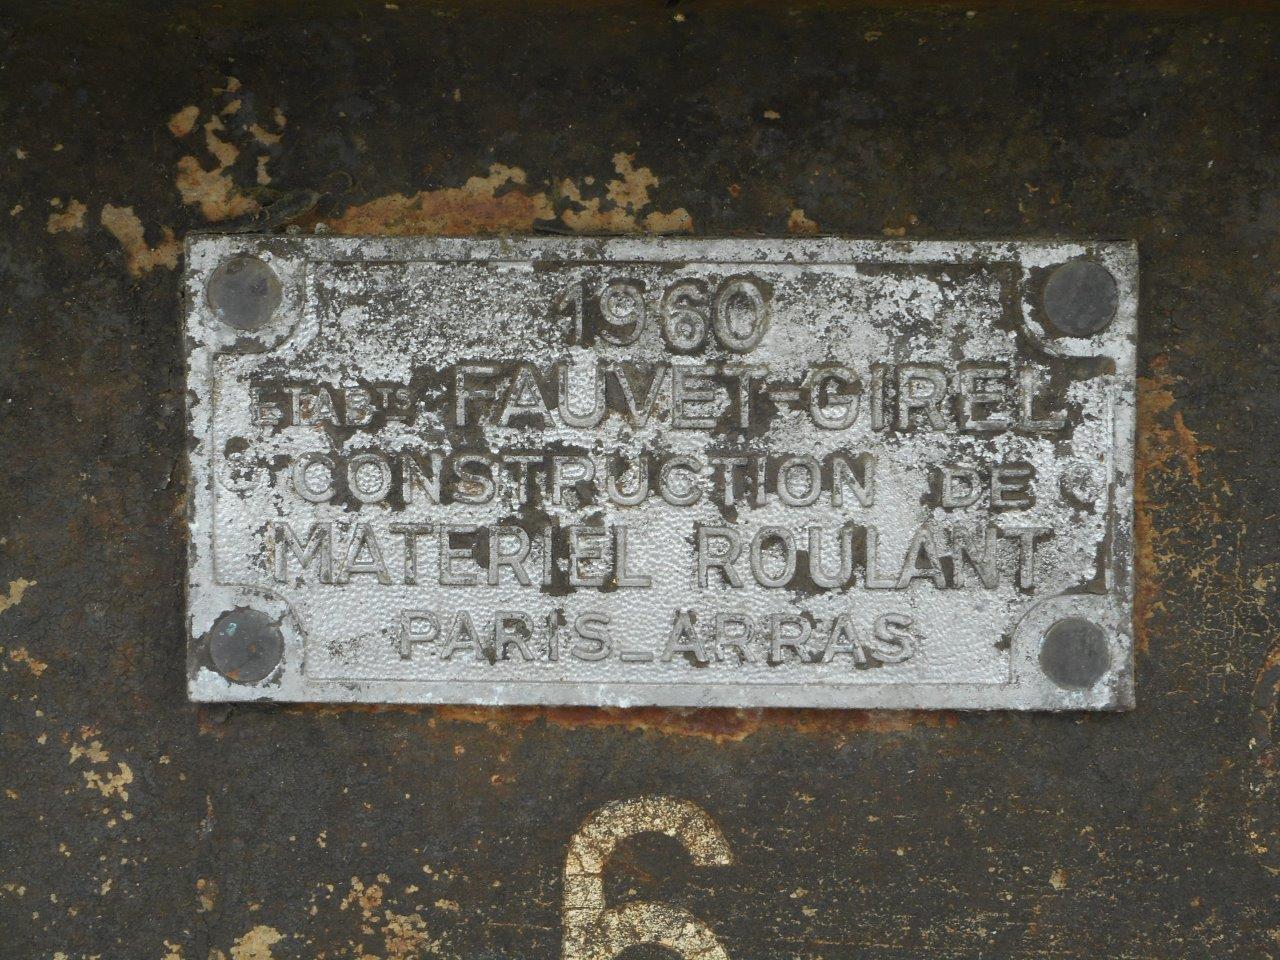 1960
ETABTS FAUVET-GIREL
CONSTRUCTION DE
MATERIEL ROULANT
PARIS_ARRAS
6